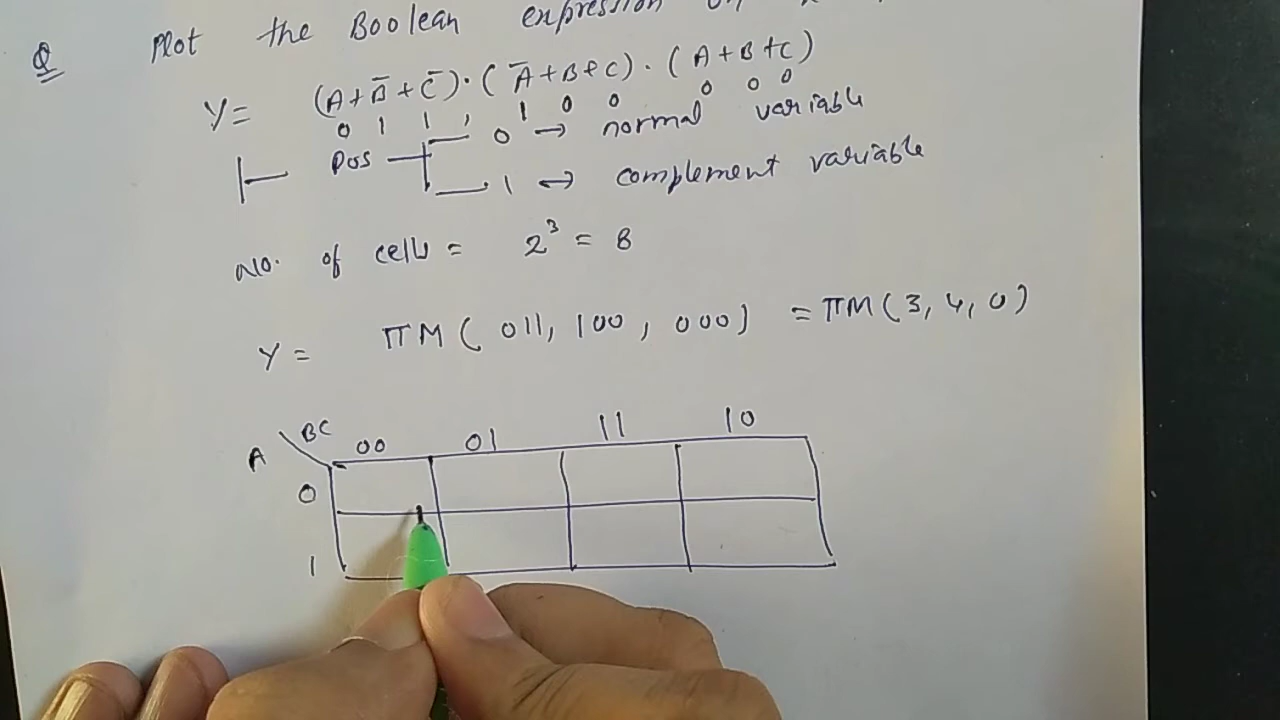 Q Plot the Boolean expression on
Y = (A+B̅+C̅)·(A̅+B+C)·(A+B+C)
0 1 1 , 1 0 0 0 0 0
POS 0 → normal variable
1 → complement variable
No. of cells = 2³ = 8
Y = πM(011, 100, 000) = πM(3, 4, 0)
A \ BC 00 01 11 10
0
1